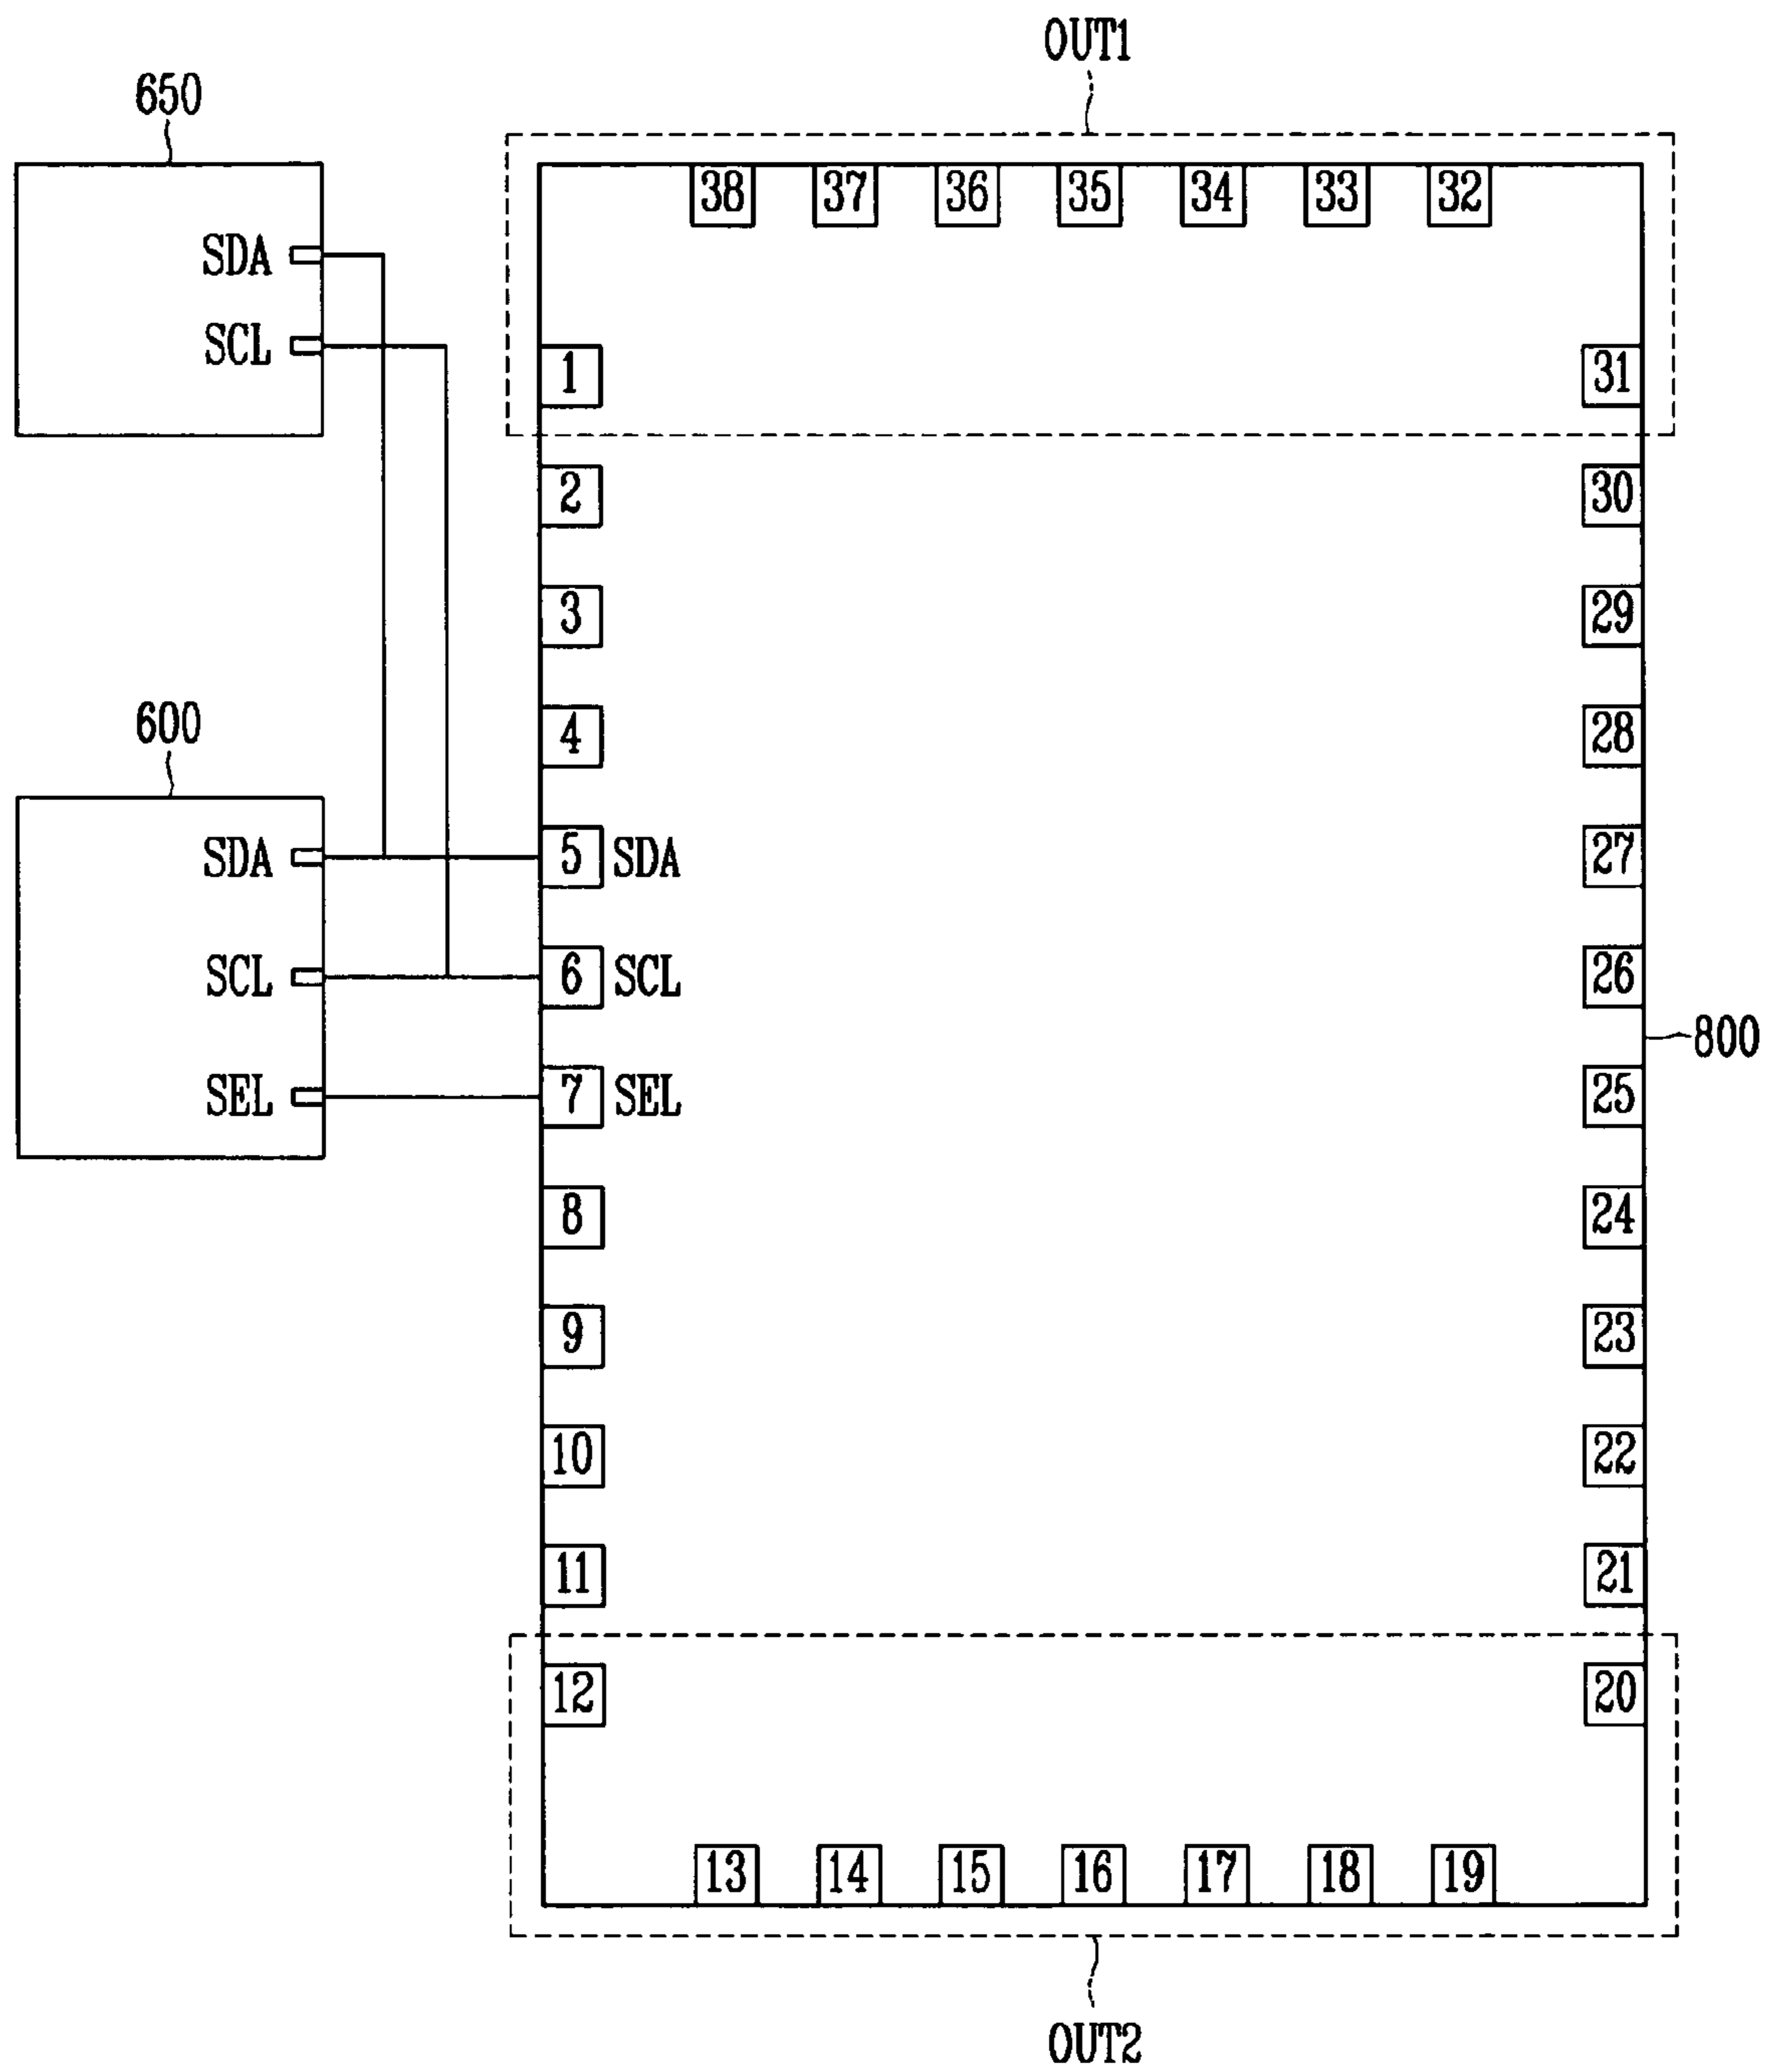 OUT1
650
38 37 36 35 34 33 32
SDA
SCL
1 31
2 30
3 29
600
4 28
SDA 5 SDA 27
SCL 6 SCL 26
800
SEL 7 SEL 25
8 24
9 23
10 22
11 21
12 20
13 14 15 16 17 18 19
OUT2